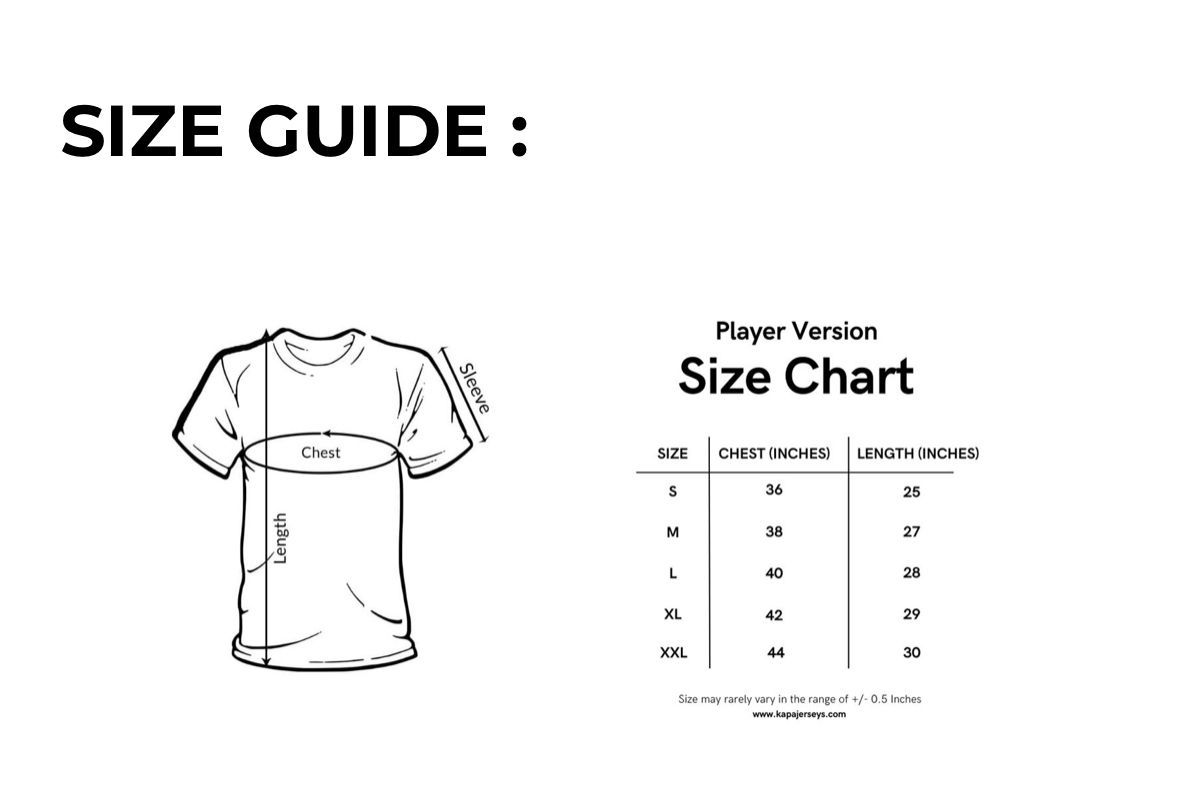 SIZE GUIDE :
Sleeve
Chest
Length
Player Version
Size Chart
SIZE CHEST (INCHES) LENGTH (INCHES)
S 36 25
M 38 27
L 40 28
XL 42 29
XXL 44 30
Size may rarely vary in the range of +/- 0.5 Inches
www.kapajerseys.com